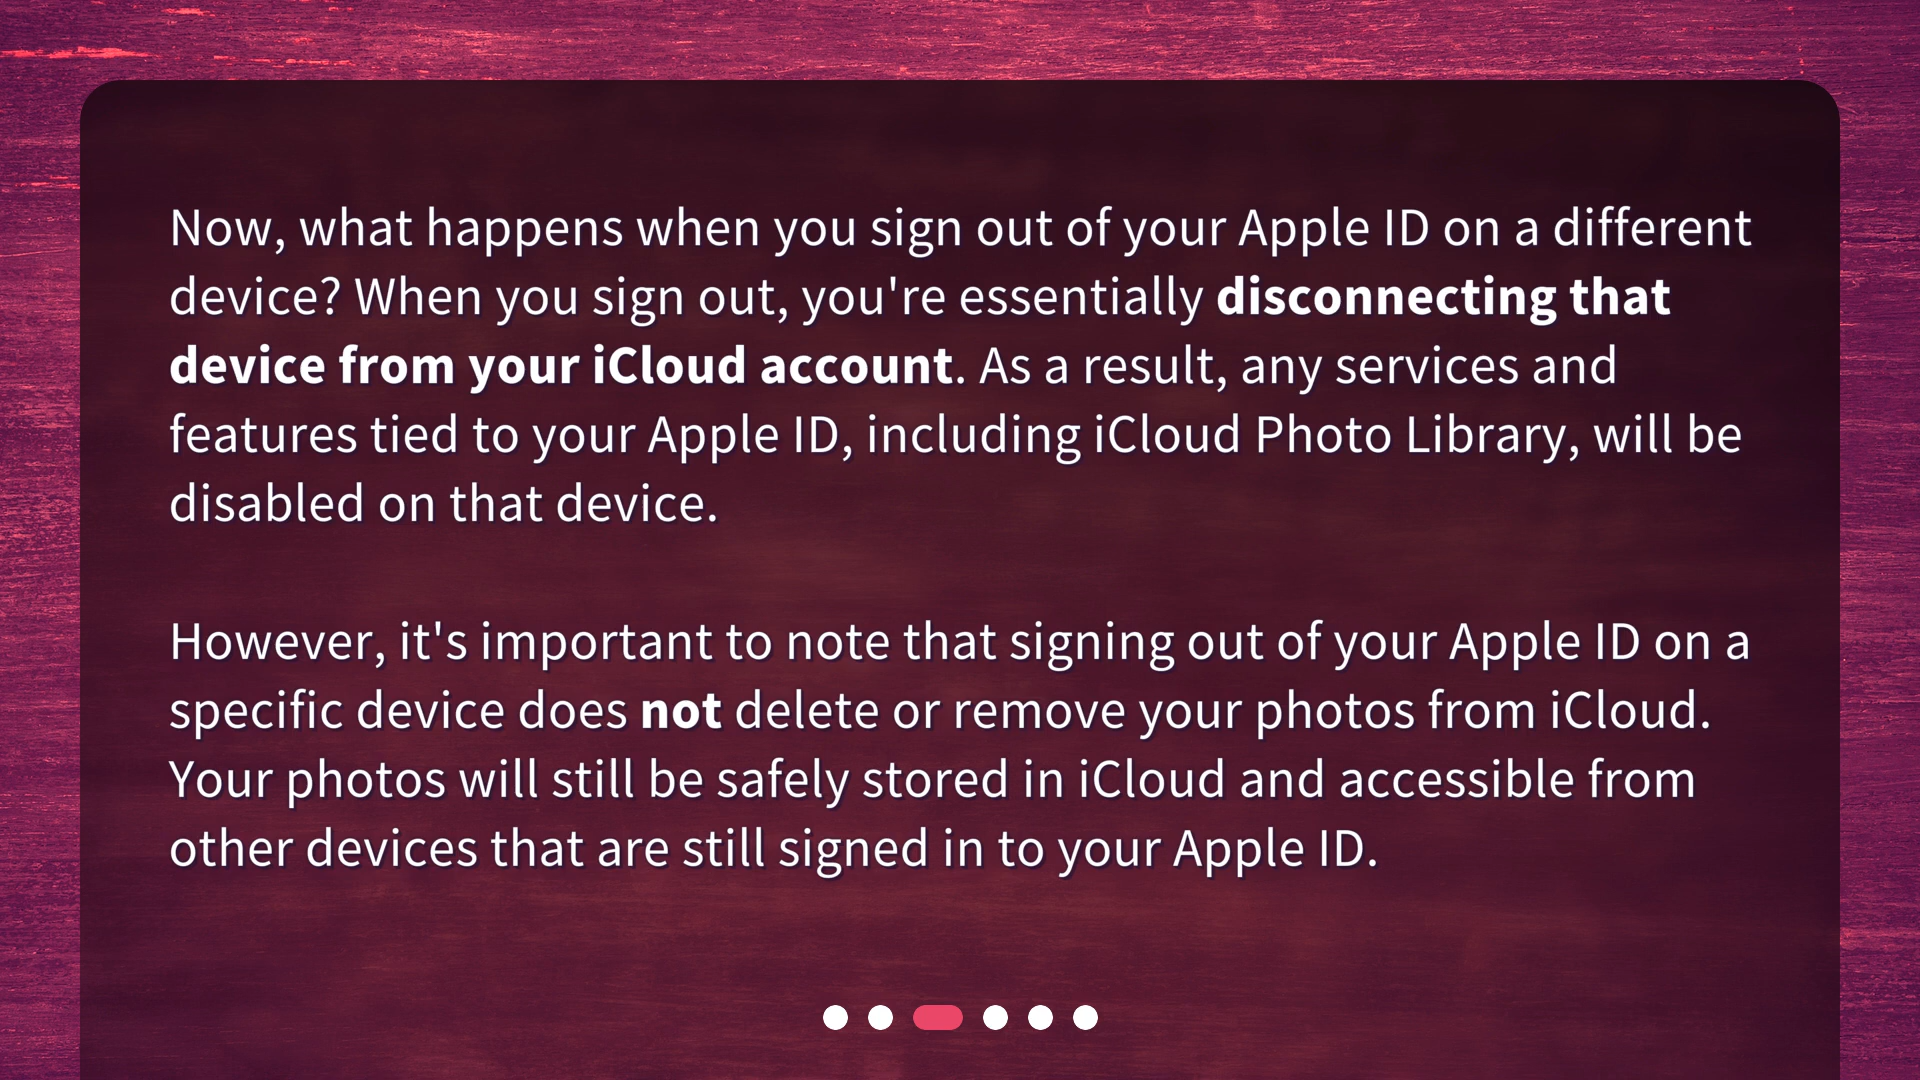 Now, what happens when you sign out of your Apple ID on a different
device? When you sign out, you're essentially disconnecting that
device from your iCloud account. As a result, any services and
features tied to your Apple ID, including iCloud Photo Library, will be
disabled on that device.
However, it's important to note that signing out of your Apple ID on a
specific device does not delete or remove your photos from iCloud.
Your photos will still be safely stored in iCloud and accessible from
other devices that are still signed in to your Apple ID.